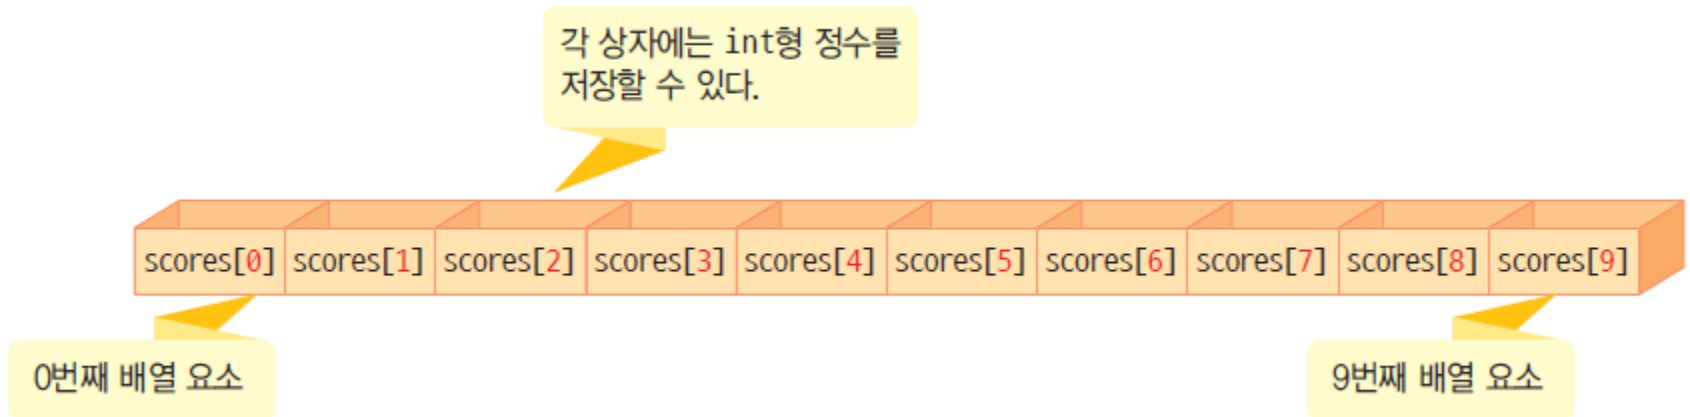 각 상자에는 int형 정수를
저장할 수 있다.
scores[0] scores[1] scores[2] scores[3] scores[4] scores[5] scores[6] scores[7] scores[8] scores[9]
0번째 배열 요소
9번째 배열 요소